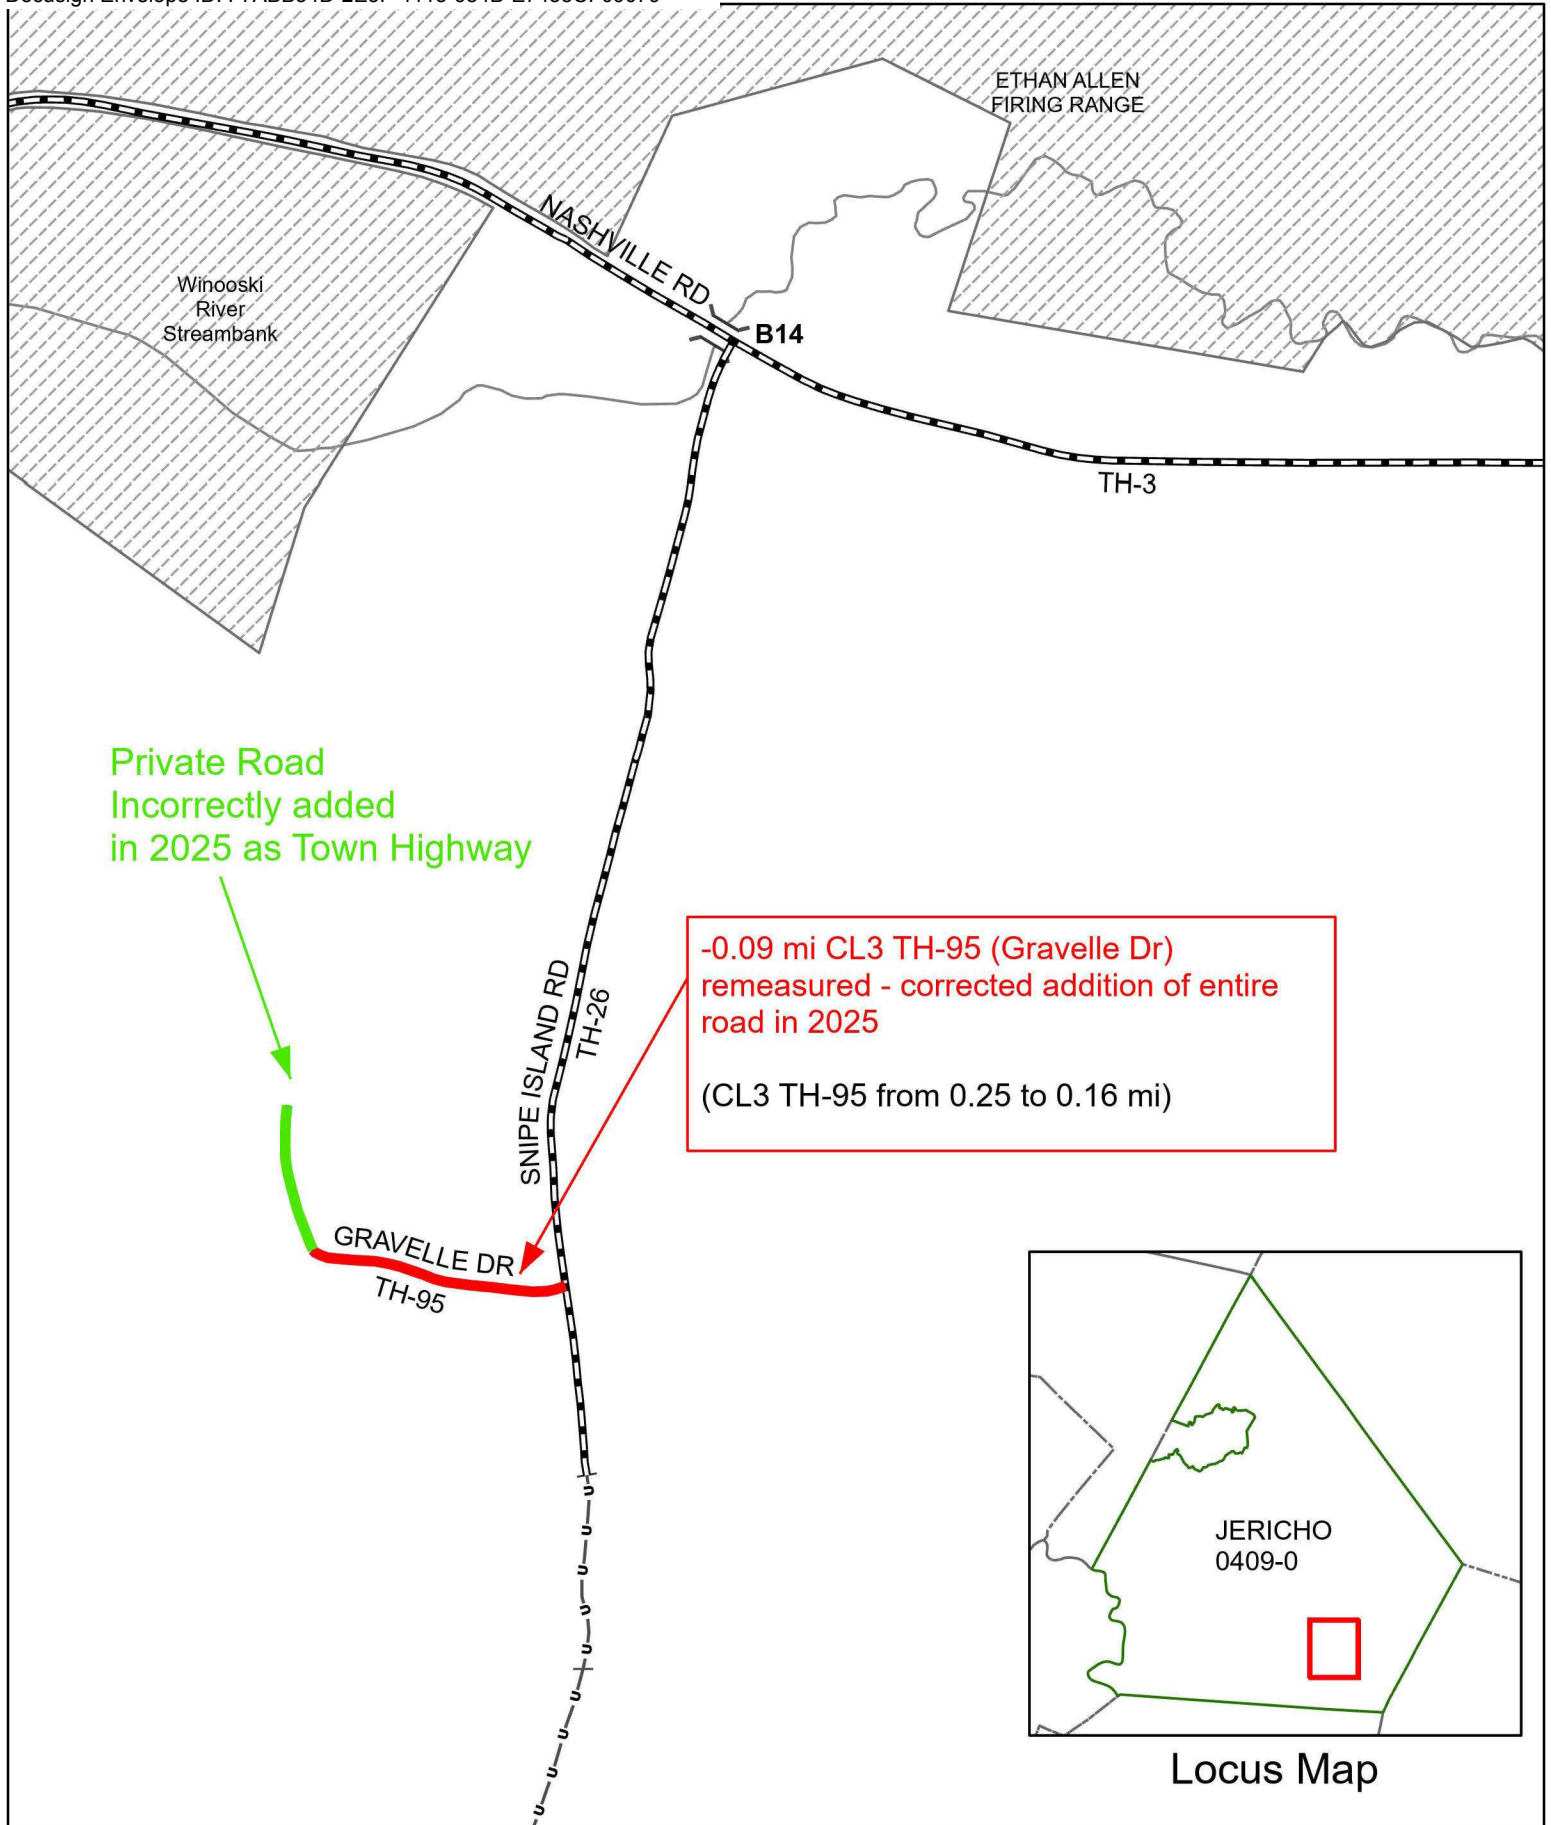 ETHAN ALLEN
FIRING RANGE
NASHVILLE RD
Winooski
River
Streambank
B14
TH-3
Private Road
Incorrectly added
in 2025 as Town Highway
-0.09 mi CL3 TH-95 (Gravelle Dr)
remeasured - corrected addition of entire
road in 2025
(CL3 TH-95 from 0.25 to 0.16 mi)
SNIPE ISLAND RD
TH-26
GRAVELLE DR
TH-95
S
S
S
S
S
S
S
S
S
JERICHO
0409-0
Locus Map